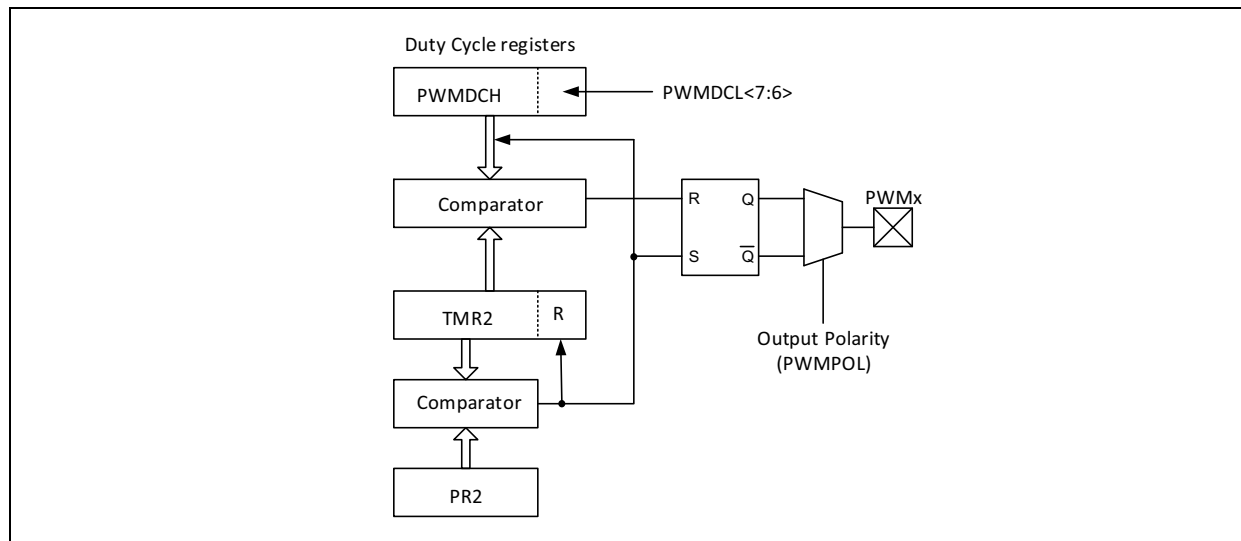 Duty Cycle registers
PWMDCH
PWMDCL<7:6>
Comparator
R
Q
PWMx
S
Q̅
TMR2
R
Output Polarity
(PWMPOL)
Comparator
PR2